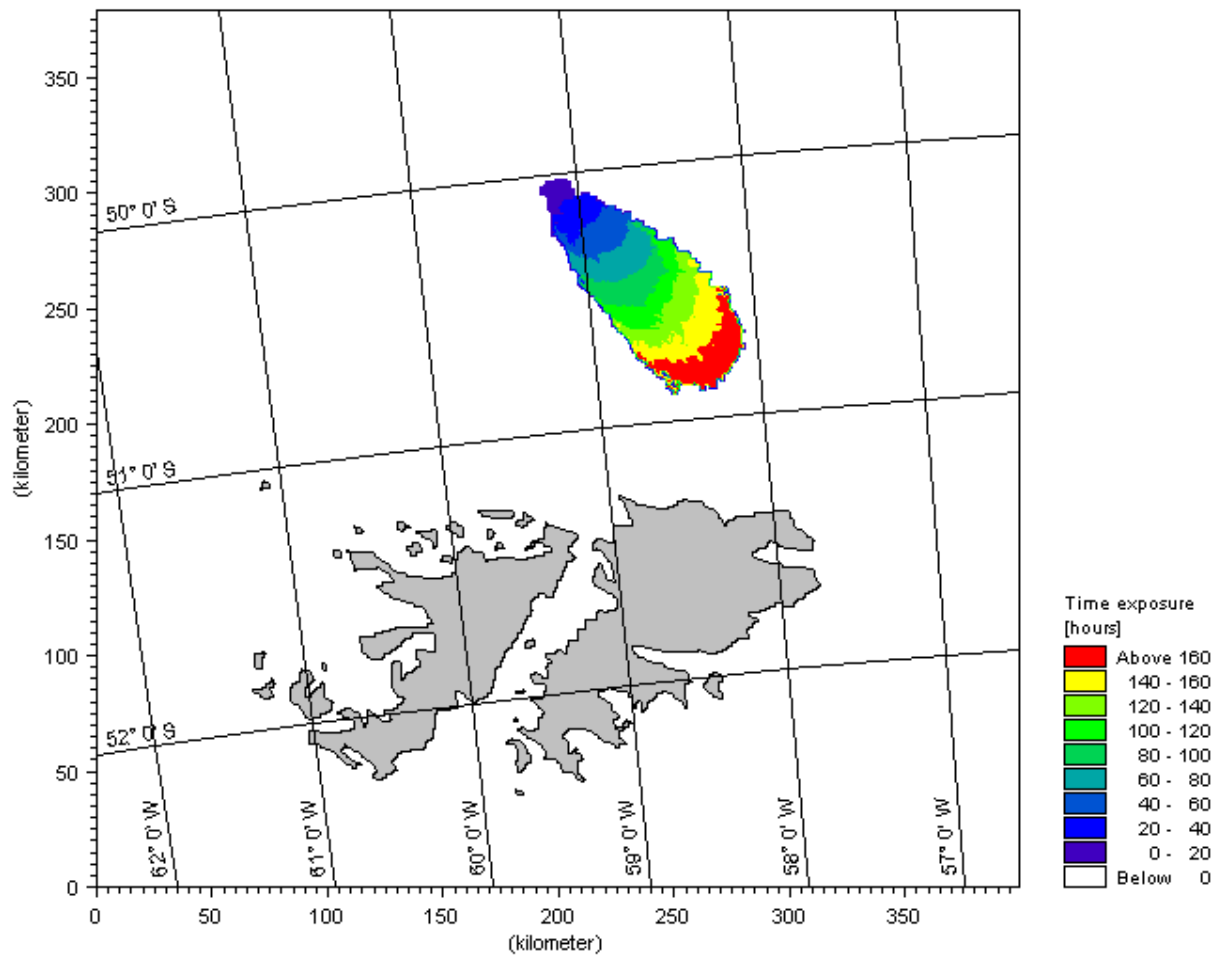 350
300
250
200
150
100
50
0
(kilometer)
50° 0' S
51° 0' S
52° 0' S
62° 0' W
61° 0' W
60° 0' W
59° 0' W
58° 0' W
57° 0' W
0 50 100 150 200 250 300 350
(kilometer)
Time exposure
[hours]
Above 160
140 - 160
120 - 140
100 - 120
80 - 100
60 - 80
40 - 60
20 - 40
0 - 20
Below 0